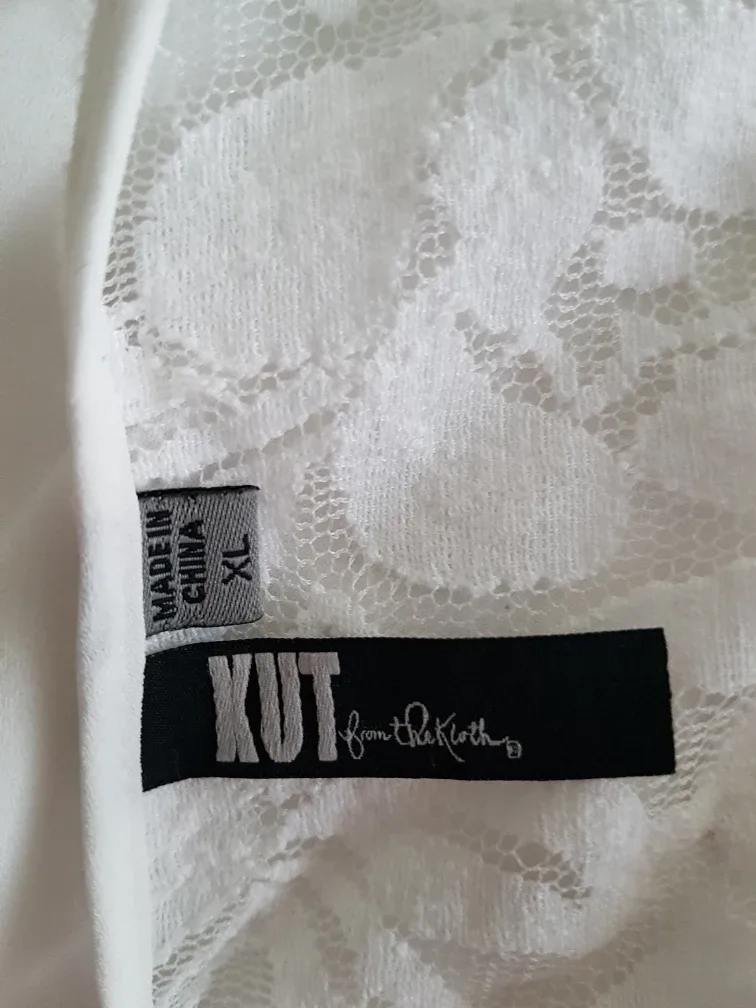 MADE IN
CHINA
XL
KUT from the Kloth ®